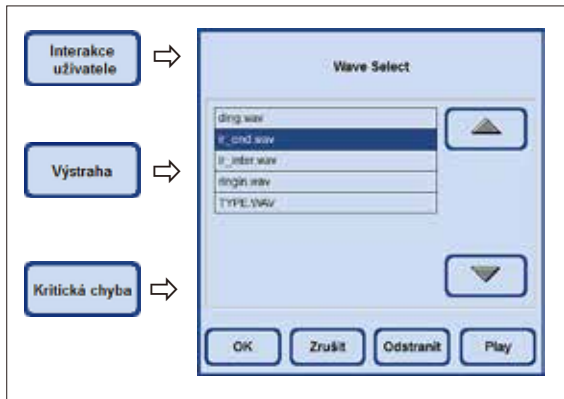 Interakce
uživatele
Wave Select
ding.wav
ir_end.wav
ir_inter.wav
ringin.wav
TYPE.WAV
Výstraha
Kritická chyba
OK
Zrušit
Odstranit
Play